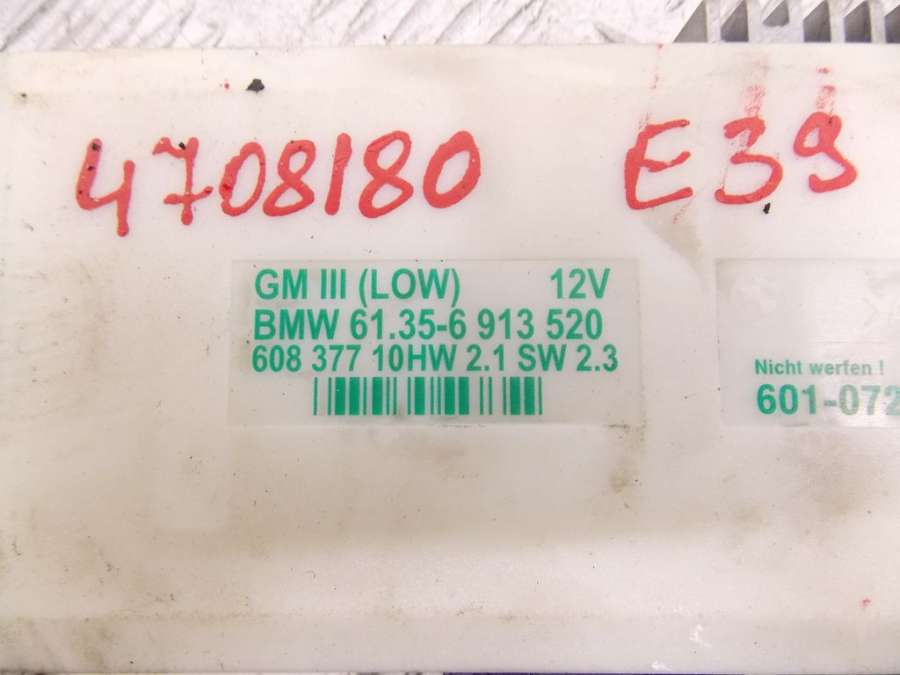 4708180 E39
GM III (LOW) 12V
BMW 61.35-6 913 520
608 377 10HW 2.1 SW 2.3
Nicht werfen !
601-072